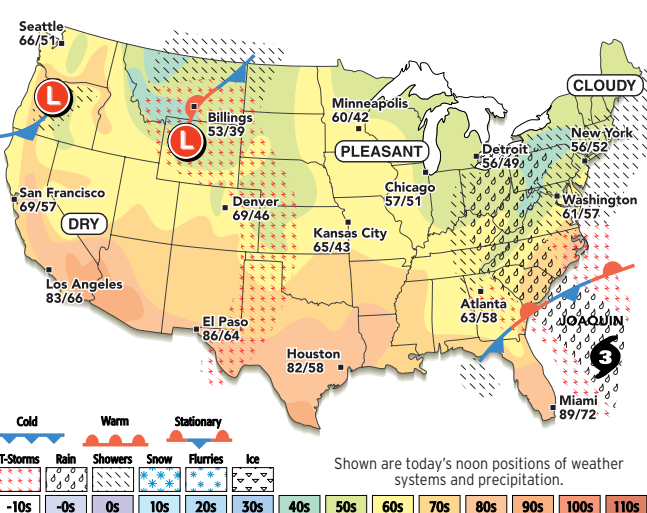 Seattle
66/51
CLOUDY
L
Billings
53/39
L
Minneapolis
60/42
PLEASANT
New York
56/52
Detroit
56/49
Chicago
57/51
San Francisco
69/57
Denver
69/46
Washington
61/57
DRY
Kansas City
65/43
Los Angeles
83/66
Atlanta
63/58
JOAQUIN
3
El Paso
86/64
Houston
82/58
Miami
89/72
Cold
Warm
Stationary
T-Storms Rain Showers Snow Flurries Ice
Shown are today's noon positions of weather
systems and precipitation.
-10s -0s 0s 10s 20s 30s 40s 50s 60s 70s 80s 90s 100s 110s